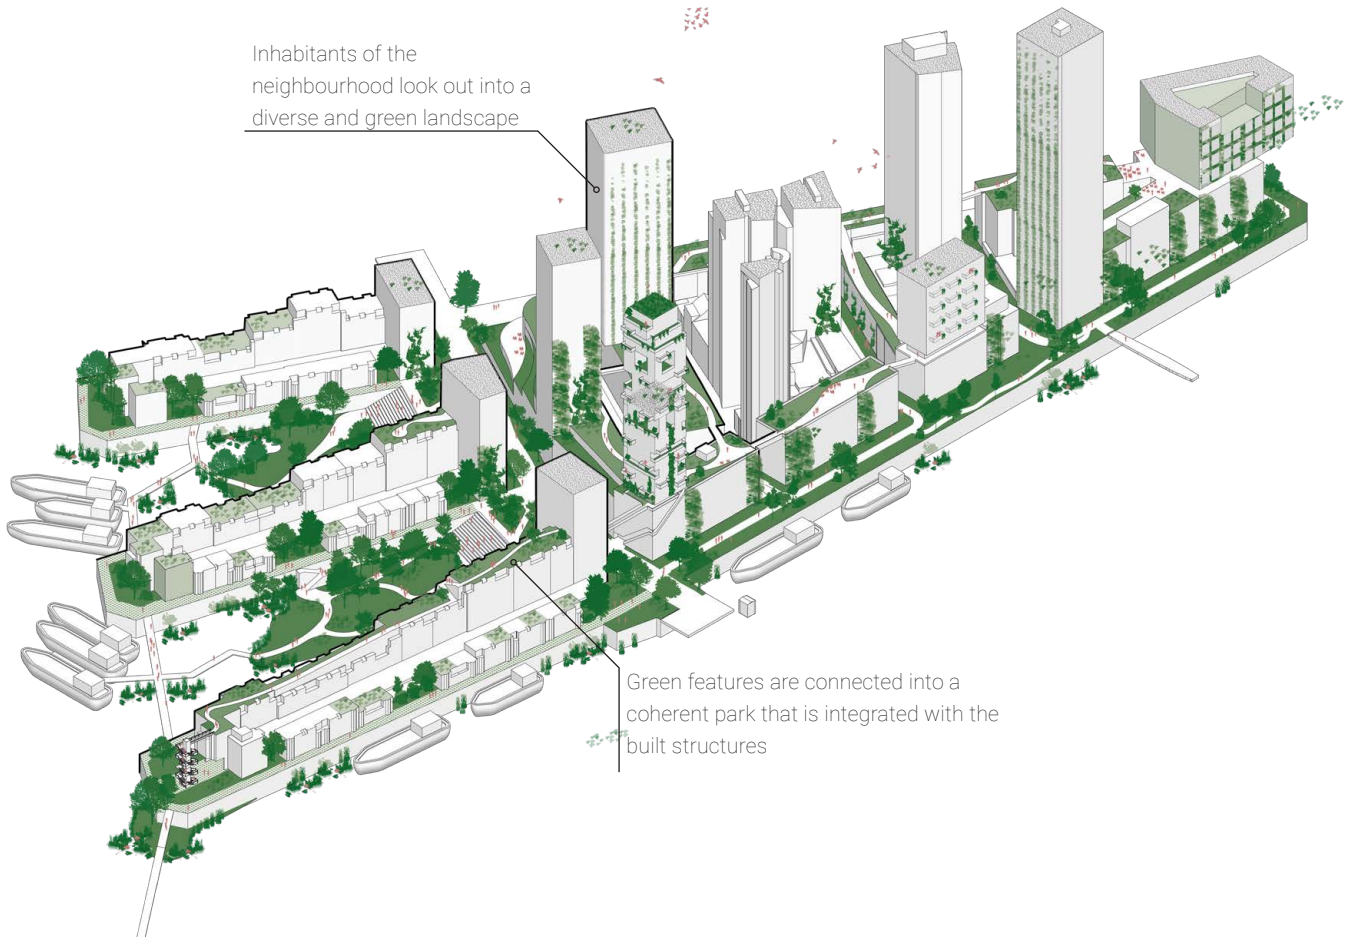 Inhabitants of the
neighbourhood look out into a
diverse and green landscape
Green features are connected into a
coherent park that is integrated with the
built structures